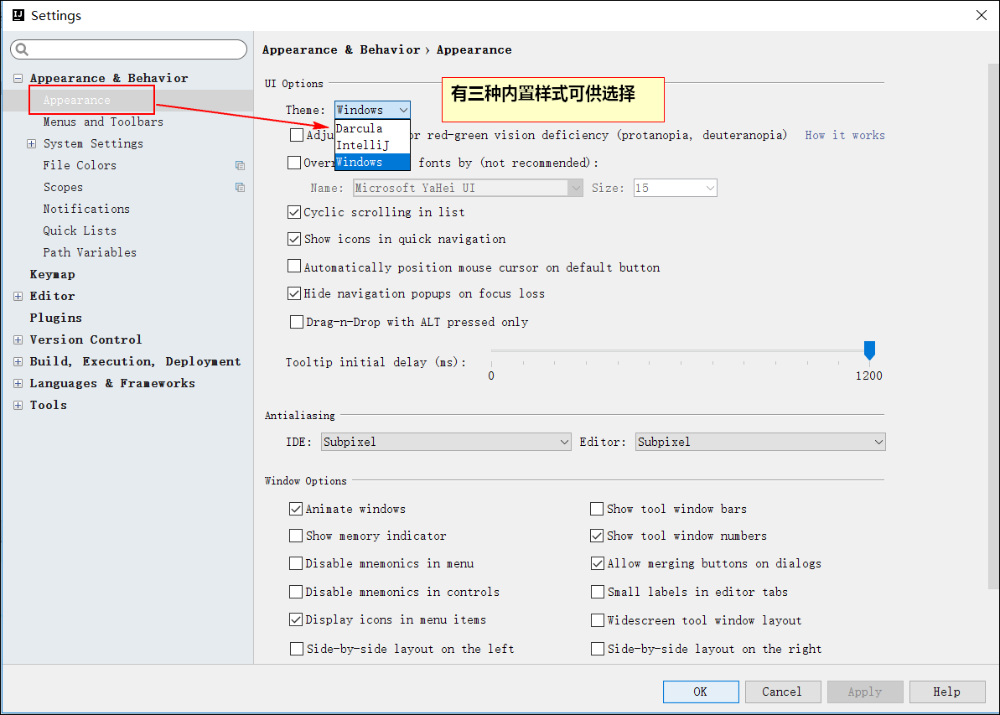 Settings
Appearance & Behavior
Appearance
Menus and Toolbars
System Settings
File Colors
Scopes
Notifications
Quick Lists
Path Variables
Keymap
Editor
Plugins
Version Control
Build, Execution, Deployment
Languages & Frameworks
Tools
Appearance & Behavior › Appearance
UI Options
有三种内置样式可供选择
Theme: Windows
Darcula
IntelliJ
Windows
Adju or red-green vision deficiency (protanopia, deuteranopia) How it works
Overr fonts by (not recommended):
Name: Microsoft YaHei UI Size: 15
Cyclic scrolling in list
Show icons in quick navigation
Automatically position mouse cursor on default button
Hide navigation popups on focus loss
Drag-n-Drop with ALT pressed only
Tooltip initial delay (ms):
0 1200
Antialiasing
IDE: Subpixel Editor: Subpixel
Window Options
Animate windows Show tool window bars
Show memory indicator Show tool window numbers
Disable mnemonics in menu Allow merging buttons on dialogs
Disable mnemonics in controls Small labels in editor tabs
Display icons in menu items Widescreen tool window layout
Side-by-side layout on the left Side-by-side layout on the right
OK Cancel Apply Help